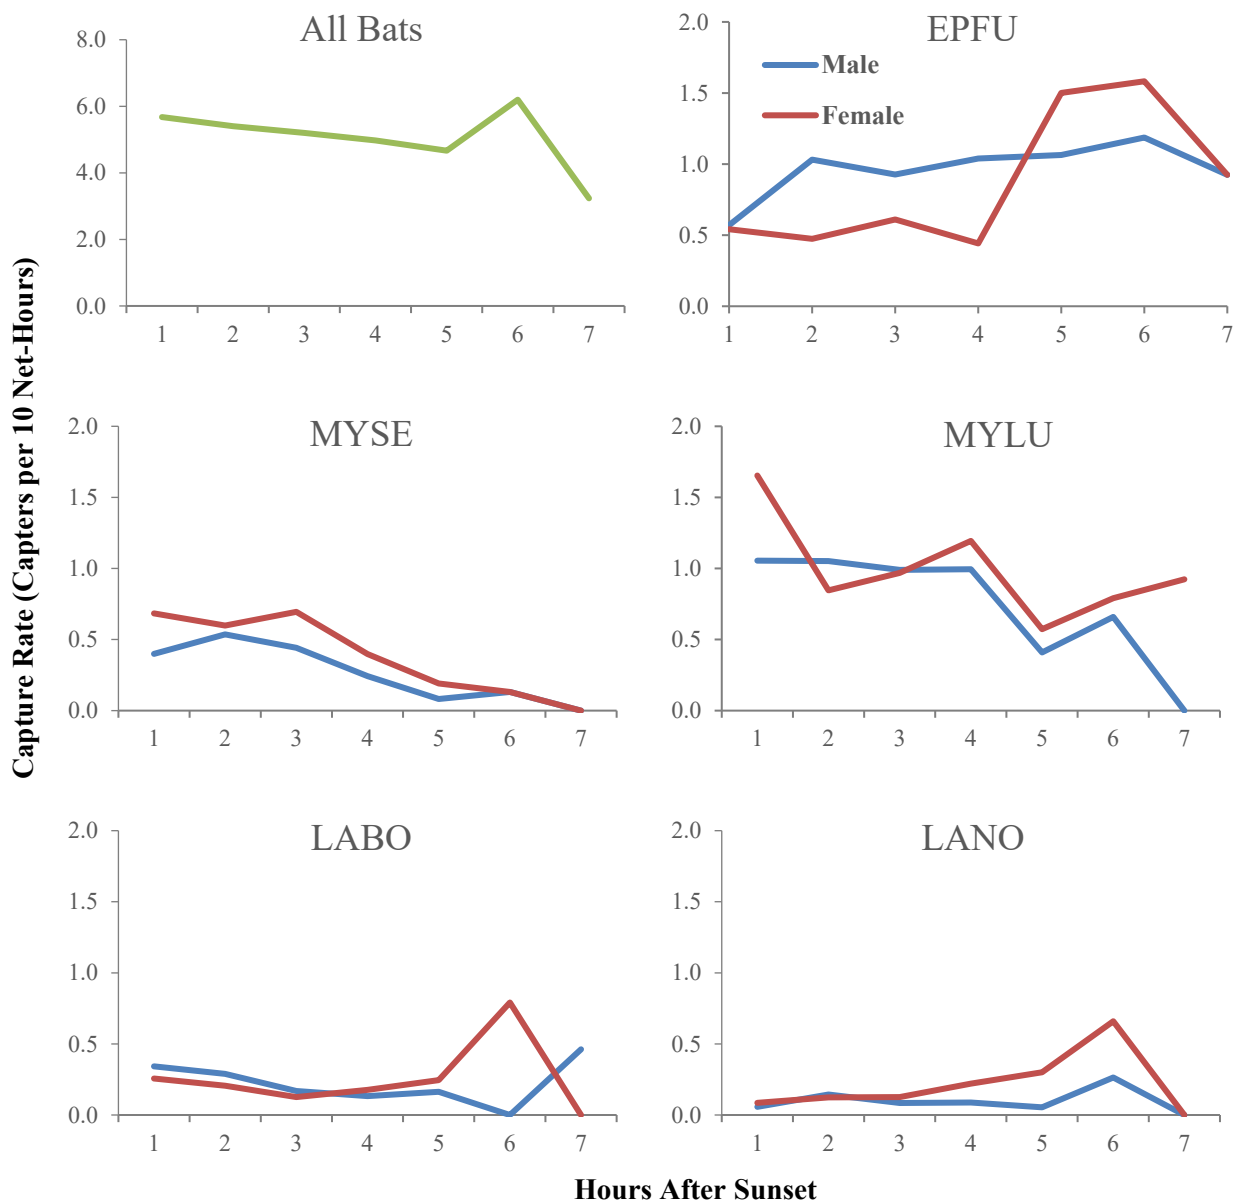 Capture Rate (Capters per 10 Net-Hours)
All Bats
8.0
6.0
4.0
2.0
0.0
1 2 3 4 5 6 7
EPFU
Male
Female
2.0
1.5
1.0
0.5
0.0
1 2 3 4 5 6 7
MYSE
2.0
1.5
1.0
0.5
0.0
1 2 3 4 5 6 7
MYLU
2.0
1.5
1.0
0.5
0.0
1 2 3 4 5 6 7
LABO
2.0
1.5
1.0
0.5
0.0
1 2 3 4 5 6 7
LANO
2.0
1.5
1.0
0.5
0.0
1 2 3 4 5 6 7
Hours After Sunset